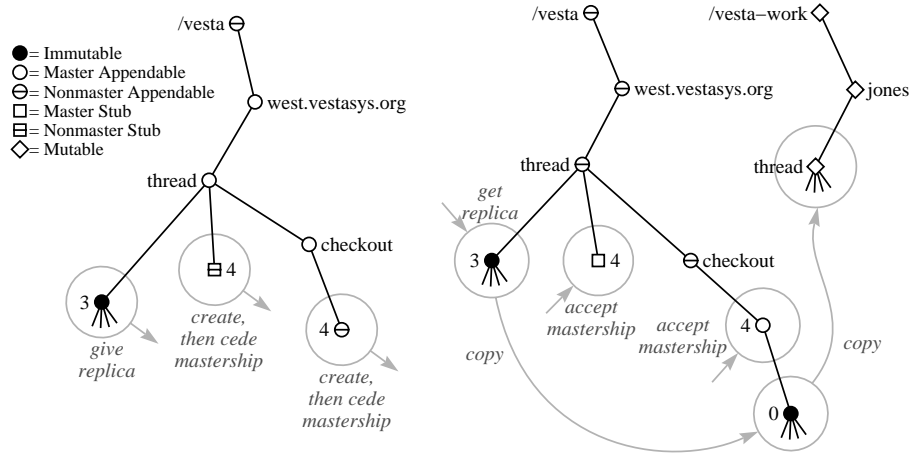 /vesta
= Immutable
= Master Appendable
= Nonmaster Appendable
= Master Stub
= Nonmaster Stub
= Mutable
west.vestasys.org
thread
checkout
3
4
4
give
replica
create,
then cede
mastership
create,
then cede
mastership
/vesta
west.vestasys.org
thread
get
replica
3
4
checkout
accept
mastership
accept
mastership
4
copy
0
/vesta−work
jones
thread
copy